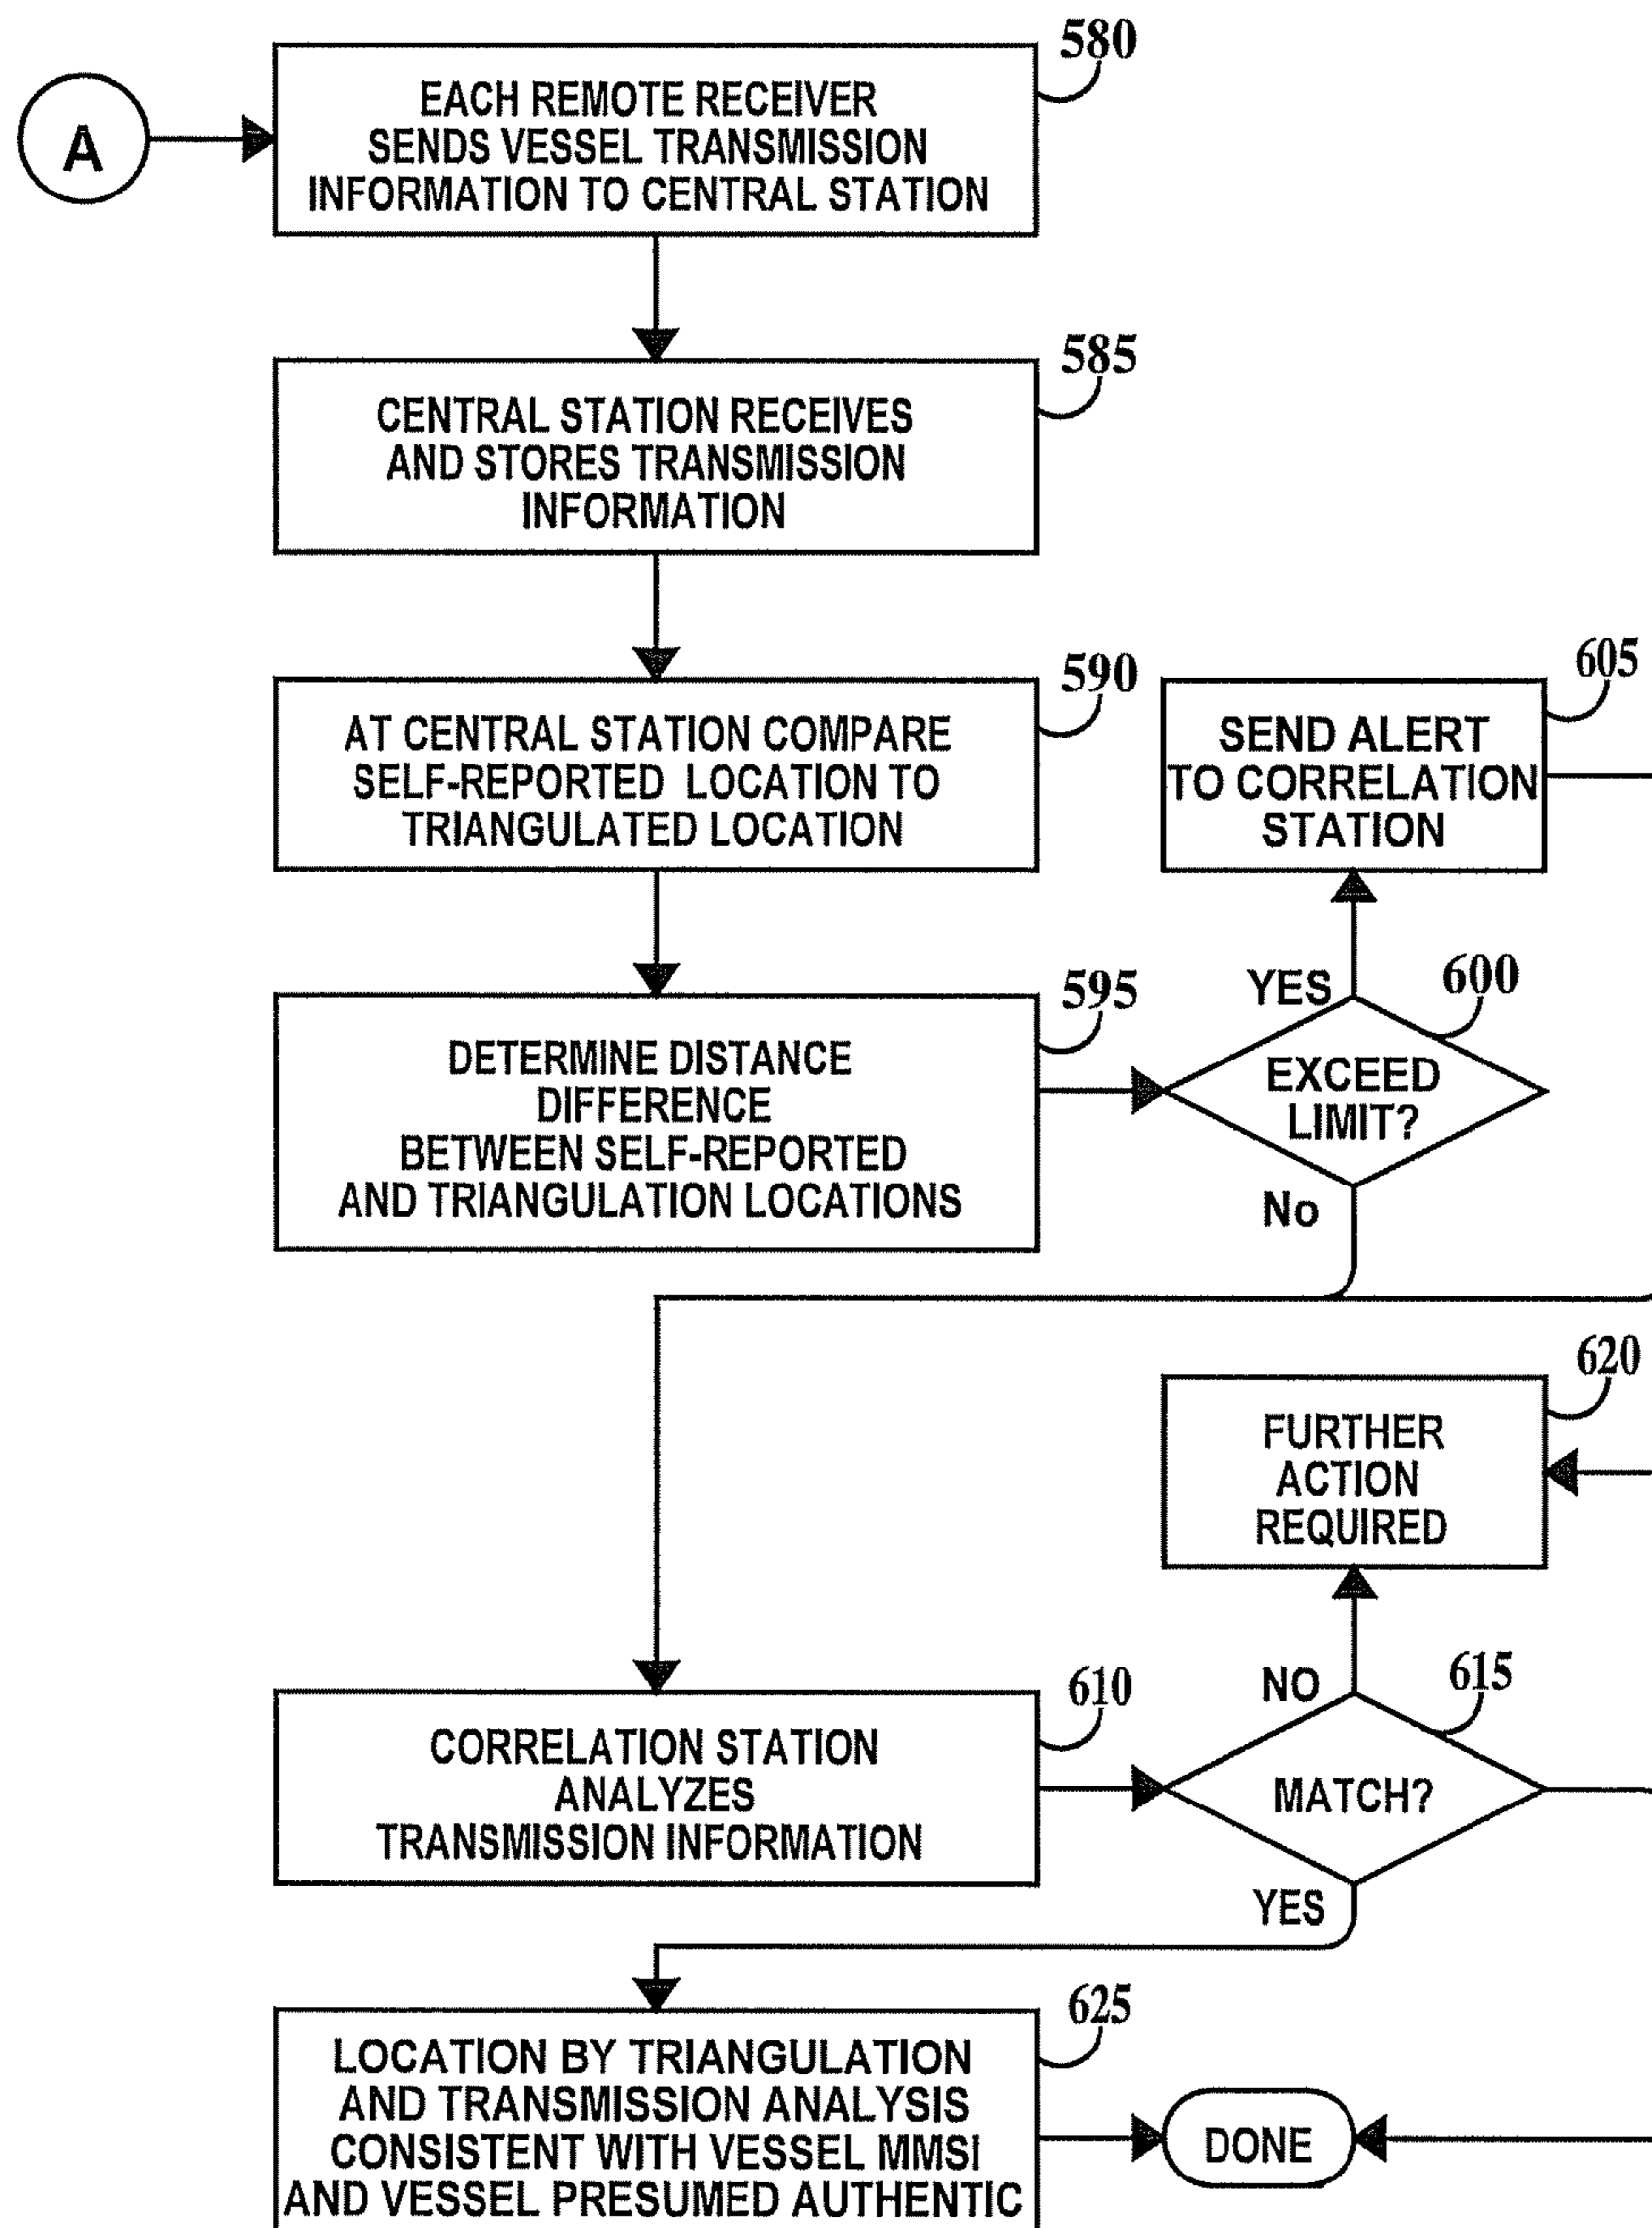 580
A
EACH REMOTE RECEIVER
SENDS VESSEL TRANSMISSION
INFORMATION TO CENTRAL STATION
585
CENTRAL STATION RECEIVES
AND STORES TRANSMISSION
INFORMATION
590
AT CENTRAL STATION COMPARE
SELF-REPORTED LOCATION TO
TRIANGULATED LOCATION
605
SEND ALERT
TO CORRELATION
STATION
595
DETERMINE DISTANCE
DIFFERENCE
BETWEEN SELF-REPORTED
AND TRIANGULATION LOCATIONS
YES
600
EXCEED
LIMIT?
No
620
FURTHER
ACTION
REQUIRED
610
CORRELATION STATION
ANALYZES
TRANSMISSION INFORMATION
NO
615
MATCH?
YES
625
LOCATION BY TRIANGULATION
AND TRANSMISSION ANALYSIS
CONSISTENT WITH VESSEL MMSI
AND VESSEL PRESUMED AUTHENTIC
DONE